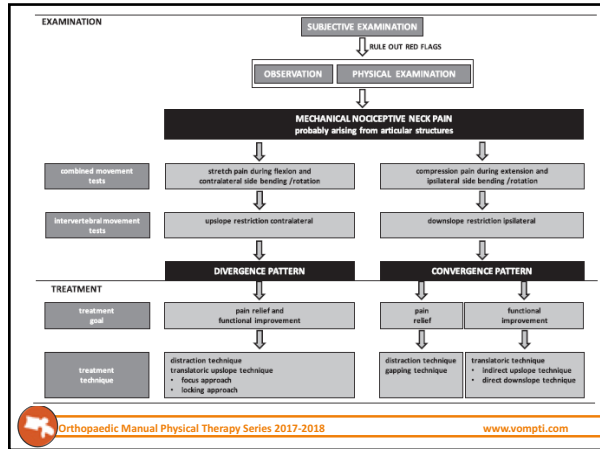 EXAMINATION
SUBJECTIVE EXAMINATION
RULE OUT RED FLAGS
OBSERVATION
PHYSICAL EXAMINATION
MECHANICAL NOCICEPTIVE NECK PAIN
probably arising from articular structures
combined movement
tests
stretch pain during flexion and
contralateral side bending /rotation
compression pain during extension and
ipsilateral side bending /rotation
intervertebral movement
tests
upslope restriction contralateral
downslope restriction ipsilateral
DIVERGENCE PATTERN
CONVERGENCE PATTERN
TREATMENT
treatment
goal
pain relief and
functional improvement
pain
relief
functional
improvement
treatment
technique
distraction technique
translatoric upslope technique
• focus approach
• locking approach
distraction technique
gapping technique
translatoric technique
• indirect upslope technique
• direct downslope technique
Orthopaedic Manual Physical Therapy Series 2017-2018
www.vompti.com